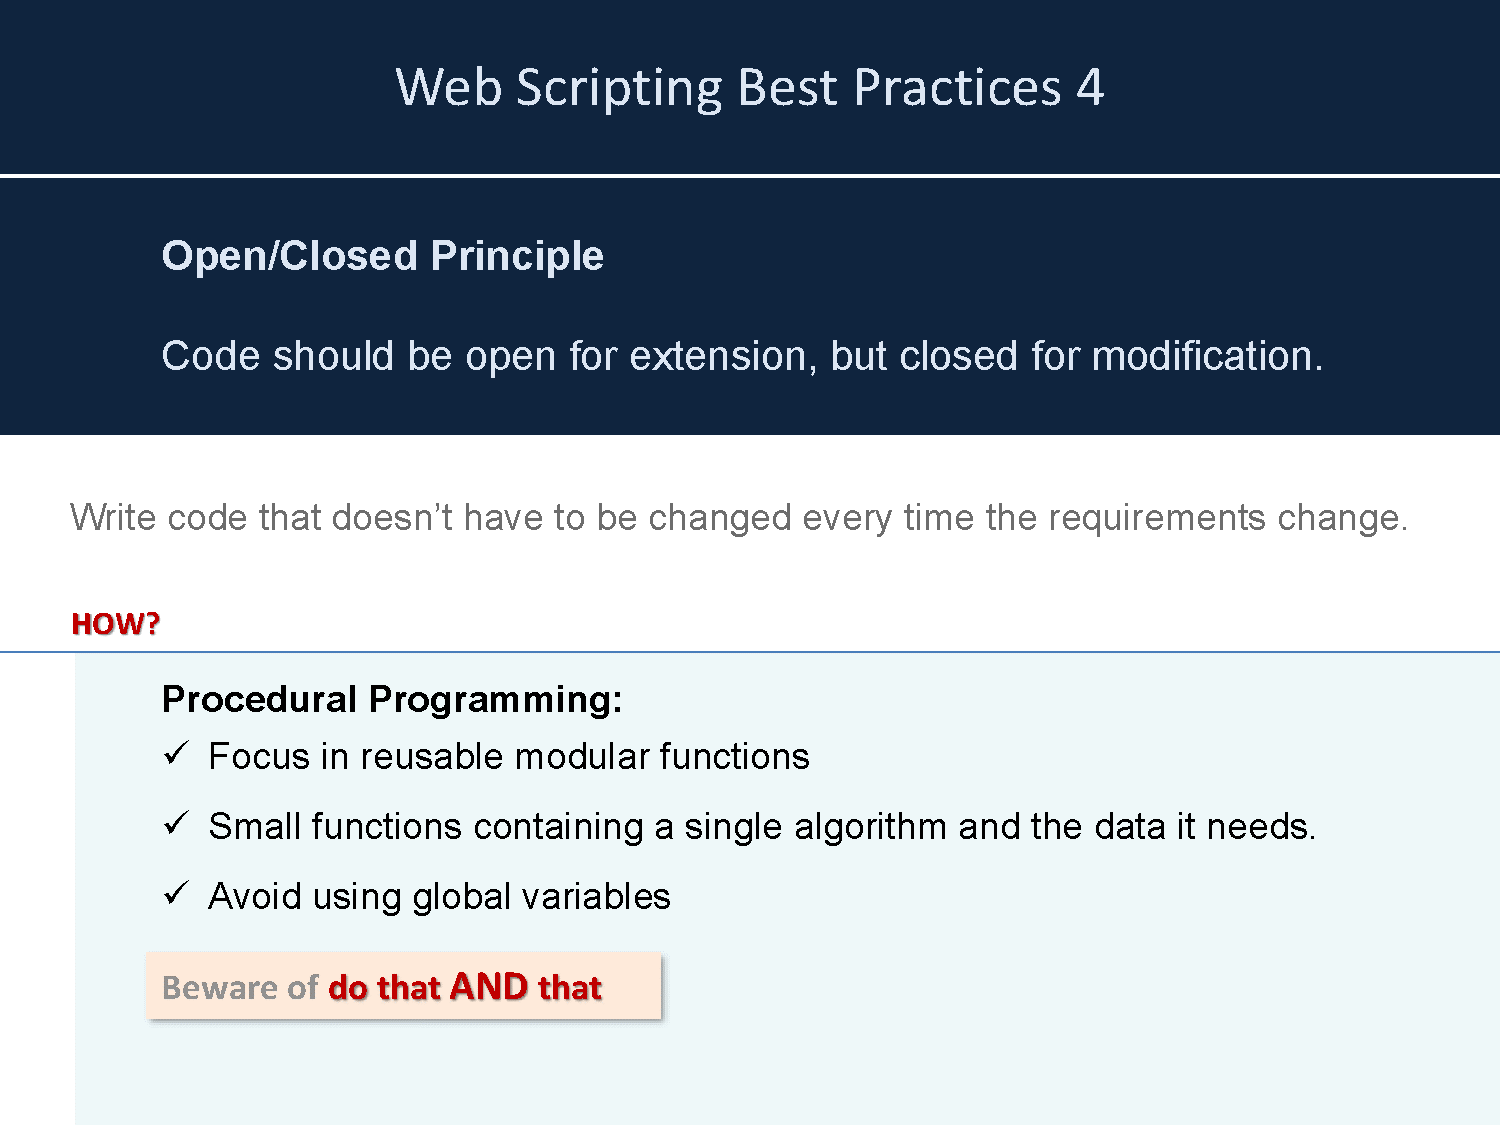 Web Scripting Best Practices 4
Open/Closed Principle
Code should be open for extension, but closed for modification.
Write code that doesn’t have to be changed every time the requirements change.
HOW?
Procedural Programming:
✓ Focus in reusable modular functions
✓ Small functions containing a single algorithm and the data it needs.
✓ Avoid using global variables
Beware of do that AND that